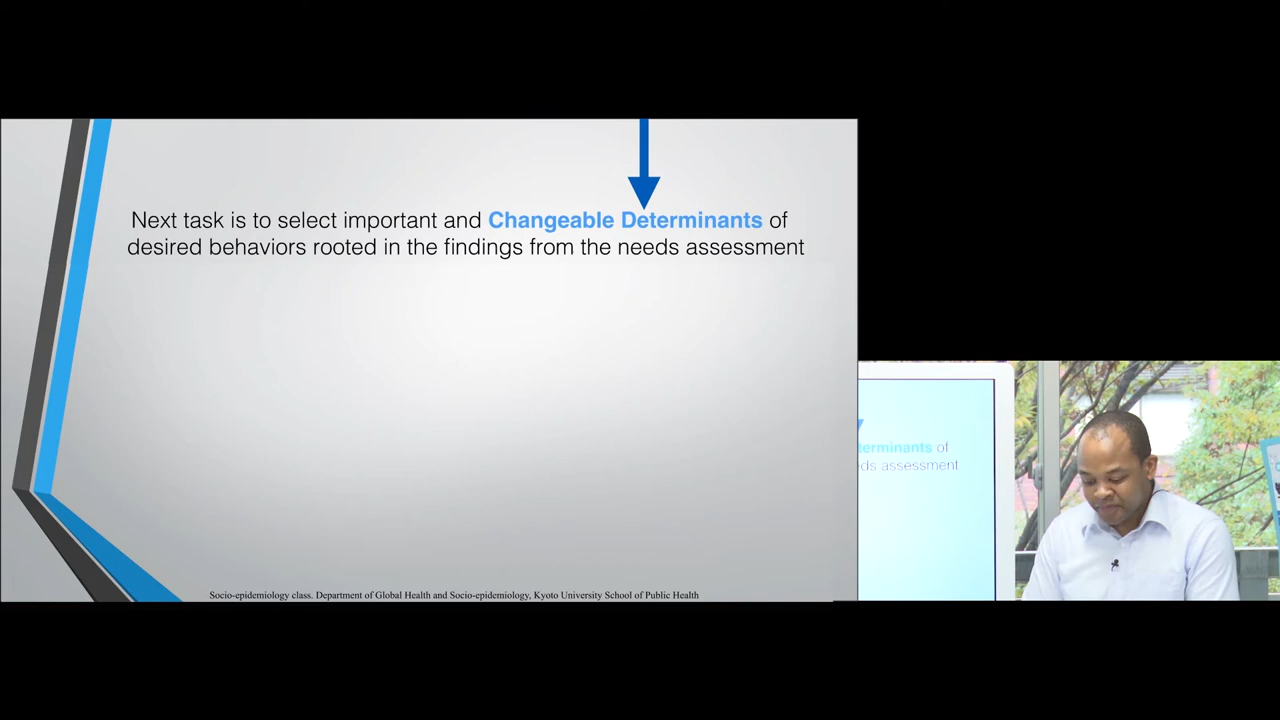 Next task is to select important and Changeable Determinants of
desired behaviors rooted in the findings from the needs assessment
Socio-epidemiology class. Department of Global Health and Socio-epidemiology, Kyoto University School of Public Health
terminants of
ds assessment